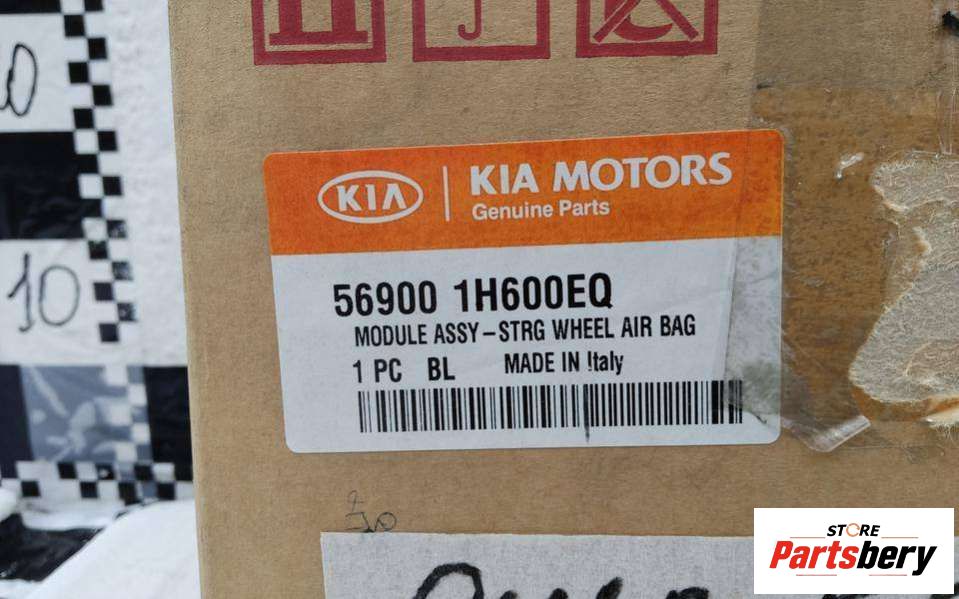 KIA
KIA MOTORS
Genuine Parts
56900 1H600EQ
MODULE ASSY-STRG WHEEL AIR BAG
1 PC BL MADE IN Italy
10
STORE
Partsbery